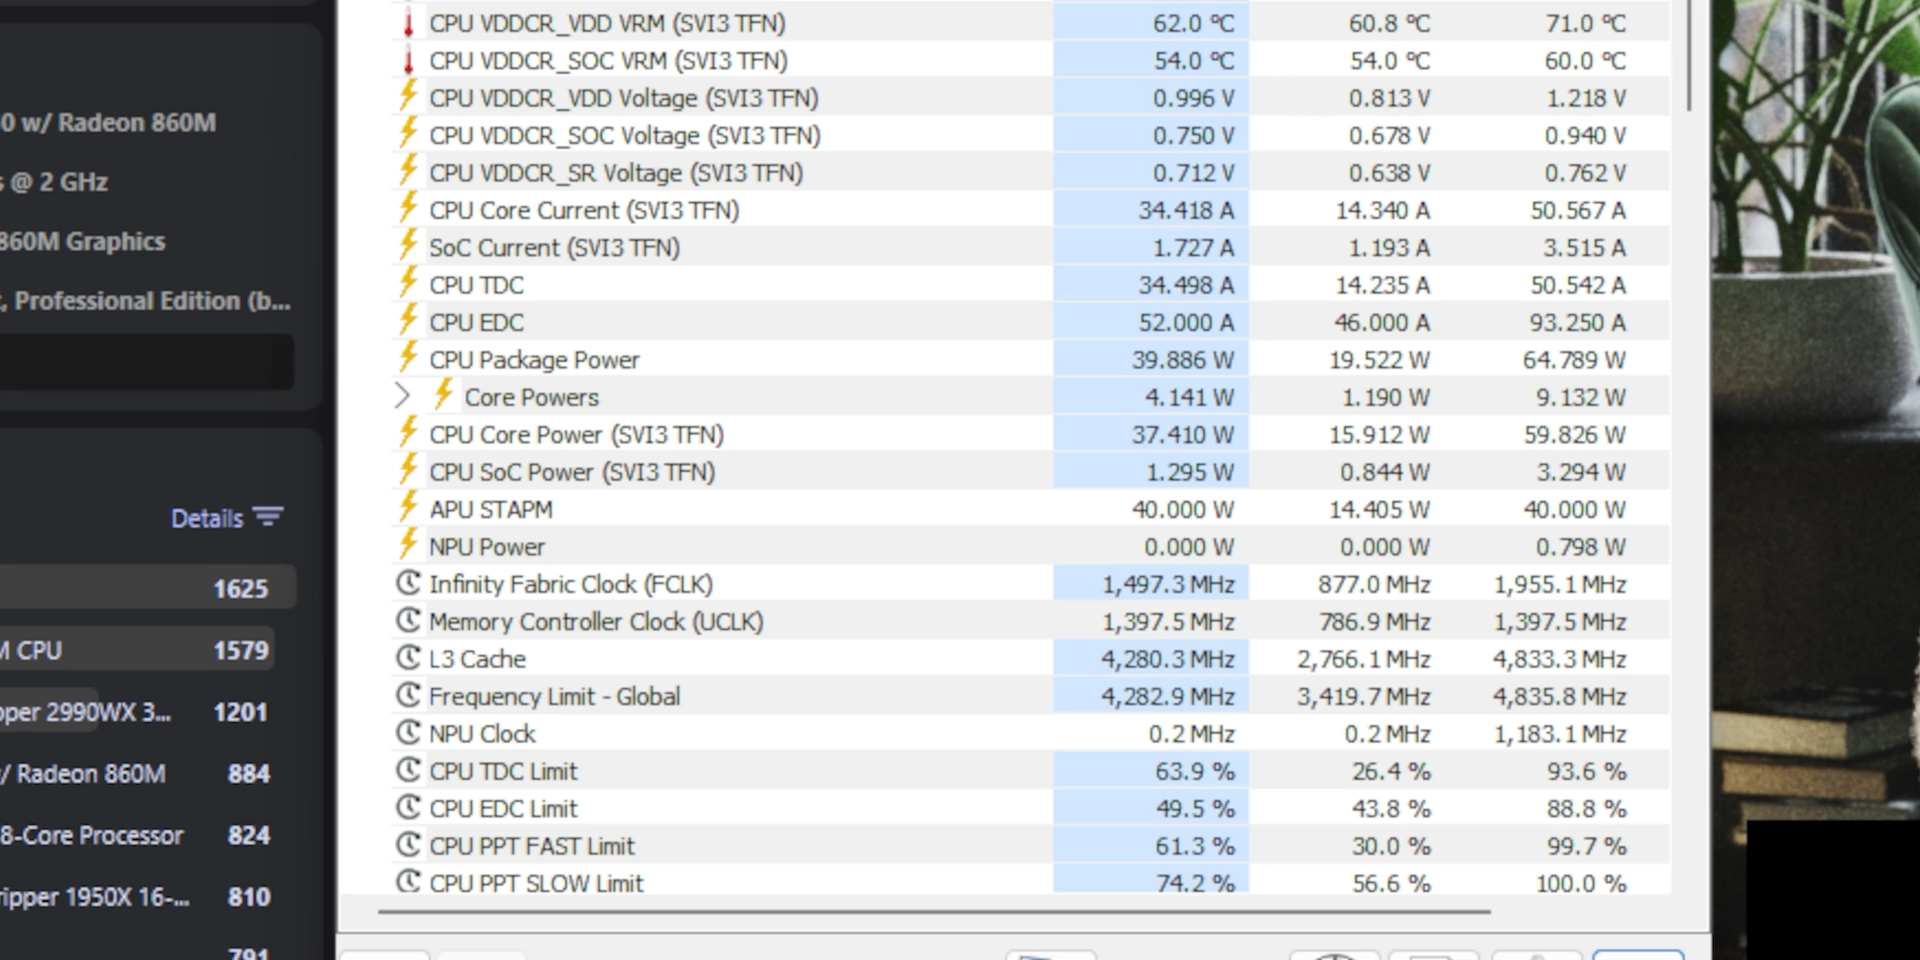 0 w/ Radeon 860M
s @ 2 GHz
860M Graphics
, Professional Edition (b...
Details
1625
M CPU 1579
pper 2990WX 3... 1201
w/ Radeon 860M 884
8-Core Processor 824
ripper 1950X 16-... 810
791
CPU VDDCR_VDD VRM (SVI3 TFN) 62.0 °C 60.8 °C 71.0 °C
CPU VDDCR_SOC VRM (SVI3 TFN) 54.0 °C 54.0 °C 60.0 °C
CPU VDDCR_VDD Voltage (SVI3 TFN) 0.996 V 0.813 V 1.218 V
CPU VDDCR_SOC Voltage (SVI3 TFN) 0.750 V 0.678 V 0.940 V
CPU VDDCR_SR Voltage (SVI3 TFN) 0.712 V 0.638 V 0.762 V
CPU Core Current (SVI3 TFN) 34.418 A 14.340 A 50.567 A
SoC Current (SVI3 TFN) 1.727 A 1.193 A 3.515 A
CPU TDC 34.498 A 14.235 A 50.542 A
CPU EDC 52.000 A 46.000 A 93.250 A
CPU Package Power 39.886 W 19.522 W 64.789 W
Core Powers 4.141 W 1.190 W 9.132 W
CPU Core Power (SVI3 TFN) 37.410 W 15.912 W 59.826 W
CPU SoC Power (SVI3 TFN) 1.295 W 0.844 W 3.294 W
APU STAPM 40.000 W 14.405 W 40.000 W
NPU Power 0.000 W 0.000 W 0.798 W
Infinity Fabric Clock (FCLK) 1,497.3 MHz 877.0 MHz 1,955.1 MHz
Memory Controller Clock (UCLK) 1,397.5 MHz 786.9 MHz 1,397.5 MHz
L3 Cache 4,280.3 MHz 2,766.1 MHz 4,833.3 MHz
Frequency Limit - Global 4,282.9 MHz 3,419.7 MHz 4,835.8 MHz
NPU Clock 0.2 MHz 0.2 MHz 1,183.1 MHz
CPU TDC Limit 63.9 % 26.4 % 93.6 %
CPU EDC Limit 49.5 % 43.8 % 88.8 %
CPU PPT FAST Limit 61.3 % 30.0 % 99.7 %
CPU PPT SLOW Limit 74.2 % 56.6 % 100.0 %